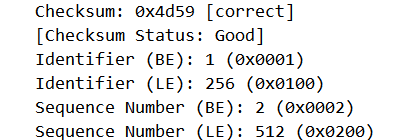 Checksum: 0x4d59 [correct]
[Checksum Status: Good]
Identifier (BE): 1 (0x0001)
Identifier (LE): 256 (0x0100)
Sequence Number (BE): 2 (0x0002)
Sequence Number (LE): 512 (0x0200)